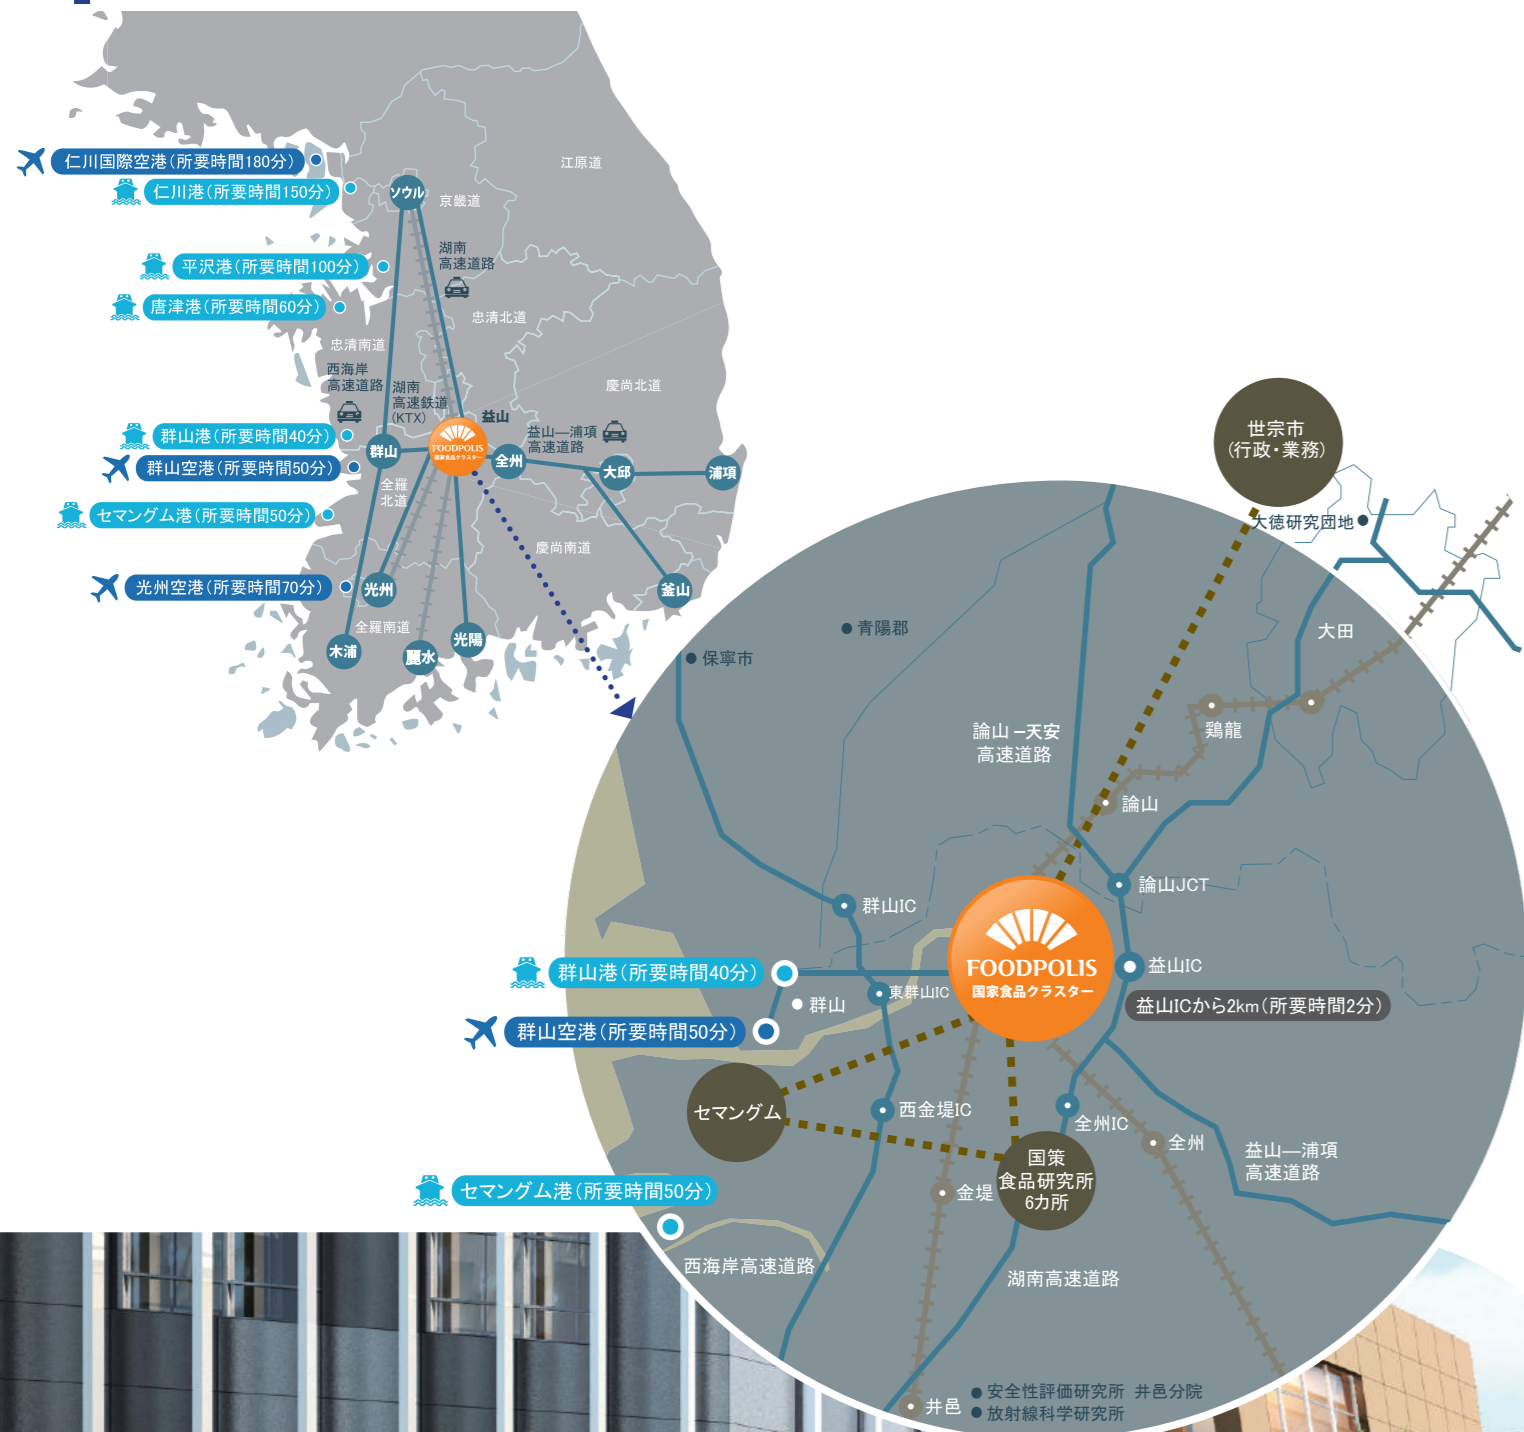 仁川国際空港(所要時間180分)
仁川港(所要時間150分)
平沢港(所要時間100分)
唐津港(所要時間60分)
群山港(所要時間40分)
群山空港(所要時間50分)
セマングム港(所要時間50分)
光州空港(所要時間70分)
江原道
ソウル
京畿道
湖南
高速道路
忠清北道
忠清南道
西海岸
高速道路
湖南
高速鉄道
(KTX)
慶尚北道
益山
FOODPOLIS
国家食品クラスター
益山—浦項
高速道路
群山
全州
大邱
浦項
全羅
北道
慶尚南道
光州
釜山
全羅南道
木浦
麗水
光陽
世宗市
(行政・業務)
大徳研究団地
大田
青陽郡
保寧市
論山 –天安
高速道路
鶏龍
論山
論山JCT
群山IC
益山IC
益山ICから2km(所要時間2分)
FOODPOLIS
国家食品クラスター
群山港(所要時間40分)
群山
東群山IC
群山空港(所要時間50分)
セマングム
西金堤IC
全州IC
全州
益山—浦項
高速道路
国策
食品研究所
6カ所
金堤
セマングム港(所要時間50分)
西海岸高速道路
湖南高速道路
井邑
安全性評価研究所 井邑分院
放射線科学研究所